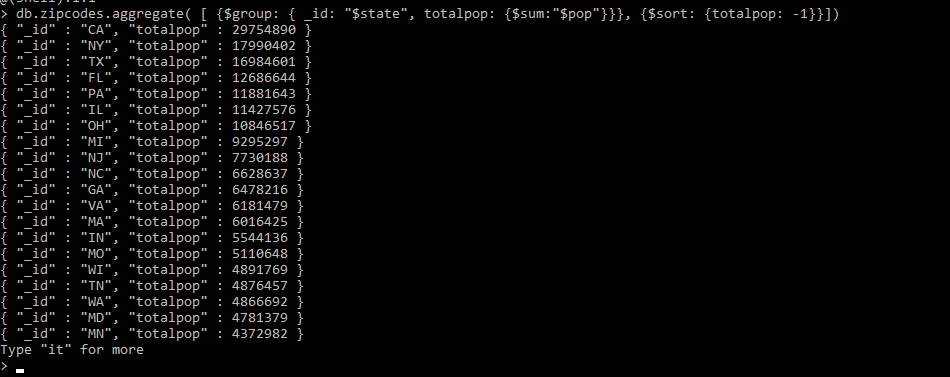 > db.zipcodes.aggregate( [ {$group: { _id: "$state", totalpop: {$sum:"$pop"}}}, {$sort: {totalpop: -1}}])
{ "_id" : "CA", "totalpop" : 29754890 }
{ "_id" : "NY", "totalpop" : 17990402 }
{ "_id" : "TX", "totalpop" : 16984601 }
{ "_id" : "FL", "totalpop" : 12686644 }
{ "_id" : "PA", "totalpop" : 11881643 }
{ "_id" : "IL", "totalpop" : 11427576 }
{ "_id" : "OH", "totalpop" : 10846517 }
{ "_id" : "MI", "totalpop" : 9295297 }
{ "_id" : "NJ", "totalpop" : 7730188 }
{ "_id" : "NC", "totalpop" : 6628637 }
{ "_id" : "GA", "totalpop" : 6478216 }
{ "_id" : "VA", "totalpop" : 6181479 }
{ "_id" : "MA", "totalpop" : 6016425 }
{ "_id" : "IN", "totalpop" : 5544136 }
{ "_id" : "MO", "totalpop" : 5110648 }
{ "_id" : "WI", "totalpop" : 4891769 }
{ "_id" : "TN", "totalpop" : 4876457 }
{ "_id" : "WA", "totalpop" : 4866692 }
{ "_id" : "MD", "totalpop" : 4781379 }
{ "_id" : "MN", "totalpop" : 4372982 }
Type "it" for more
>